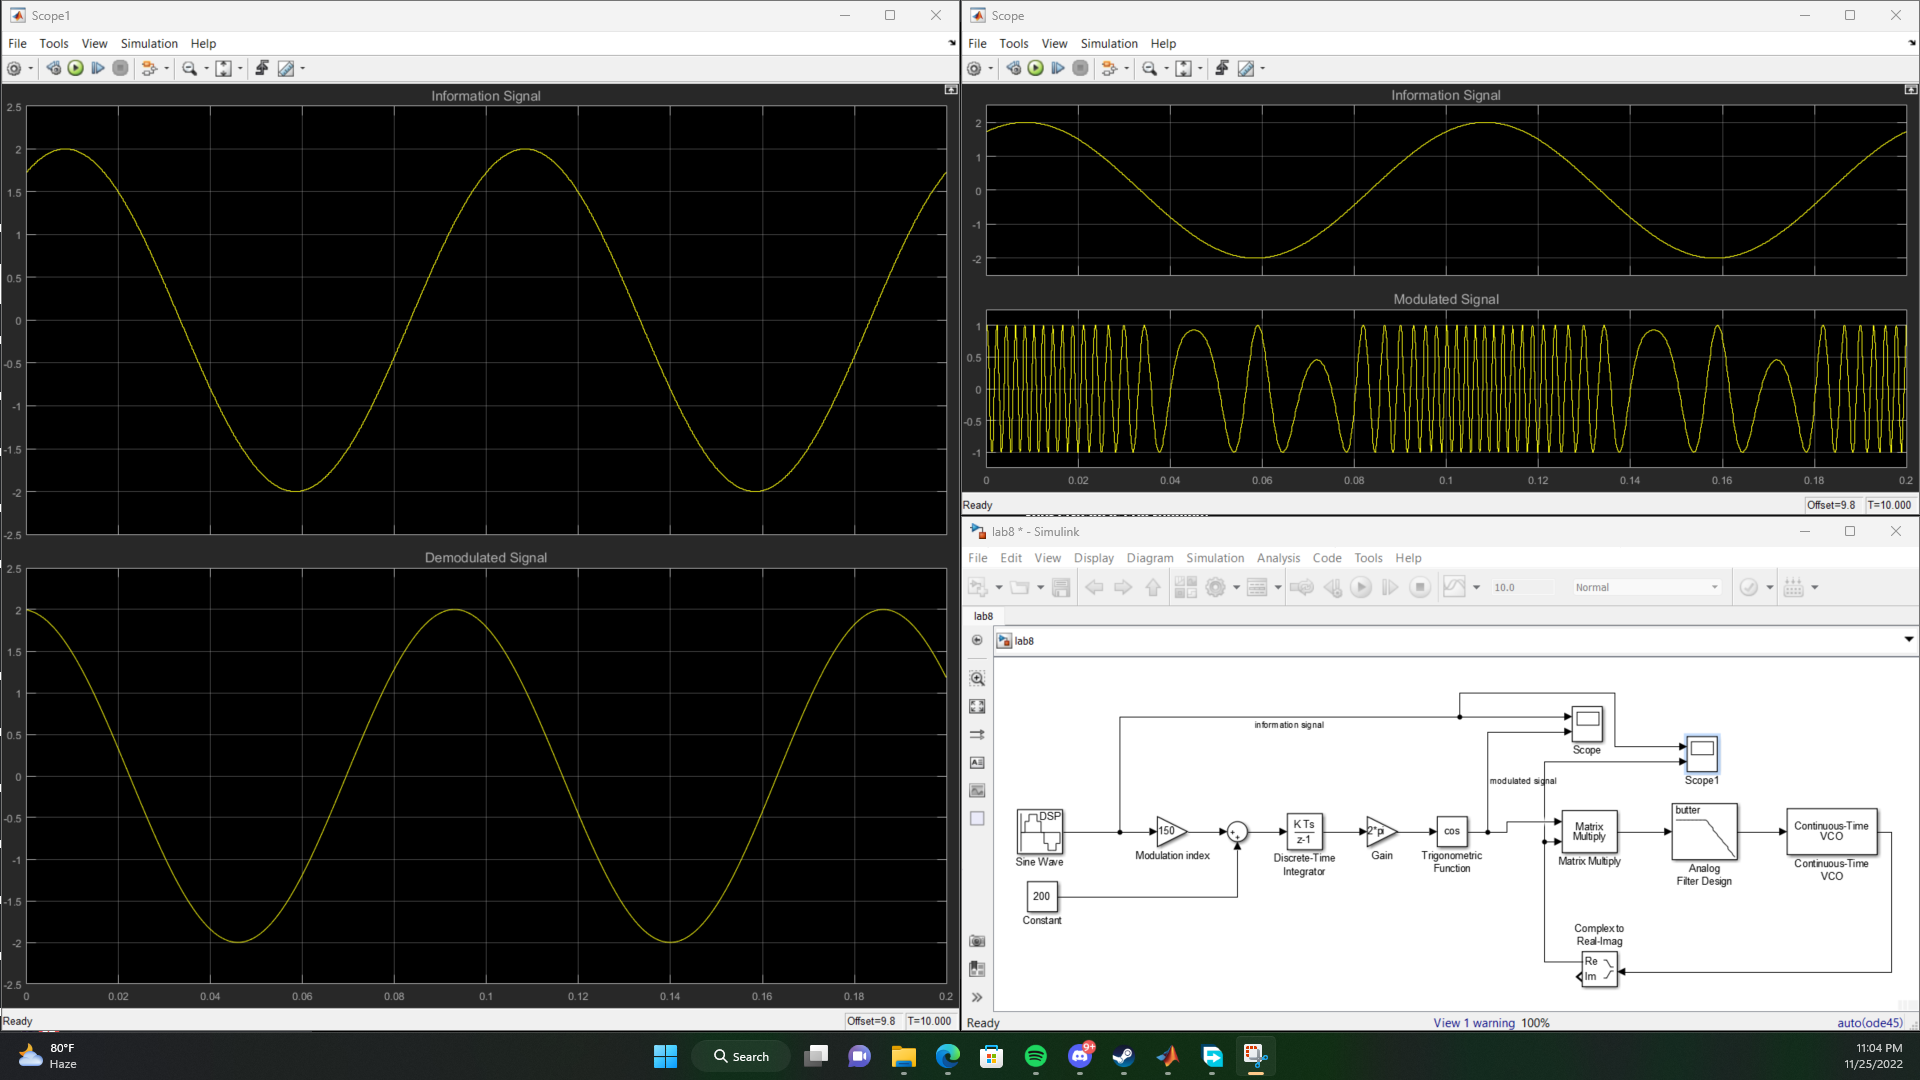 Scope1
File Tools View Simulation Help
Information Signal
2.5
2
1.5
1
0.5
0
-0.5
-1
-1.5
-2
-2.5
Demodulated Signal
2.5
2
1.5
1
0.5
0
-0.5
-1
-1.5
-2
-2.5
0 0.02 0.04 0.06 0.08 0.1 0.12 0.14 0.16 0.18 0.2
Ready Offset=9.8 T=10.000
Scope
File Tools View Simulation Help
Information Signal
2
1
0
-1
-2
Modulated Signal
1
0.5
0
-0.5
-1
0 0.02 0.04 0.06 0.08 0.1 0.12 0.14 0.16 0.18 0.2
Ready Offset=9.8 T=10.000
lab8 * - Simulink
File Edit View Display Diagram Simulation Analysis Code Tools Help
10.0 Normal
lab8
lab8
information signal
Scope
modulated signal
Scope1
DSP
Sine Wave
150
Modulation index
+
+
K Ts
z-1
Discrete-Time
Integrator
2*pi
Gain
cos
Trigonometric
Function
Matrix
Multiply
Matrix Multiply
butter
Analog
Filter Design
Continuous-Time
VCO
Continuous-Time
VCO
200
Constant
Complex to
Real-Imag
Re
Im
Ready View 1 warning 100% auto(ode45)
80°F
Haze
Search
9+
11:04 PM
11/25/2022